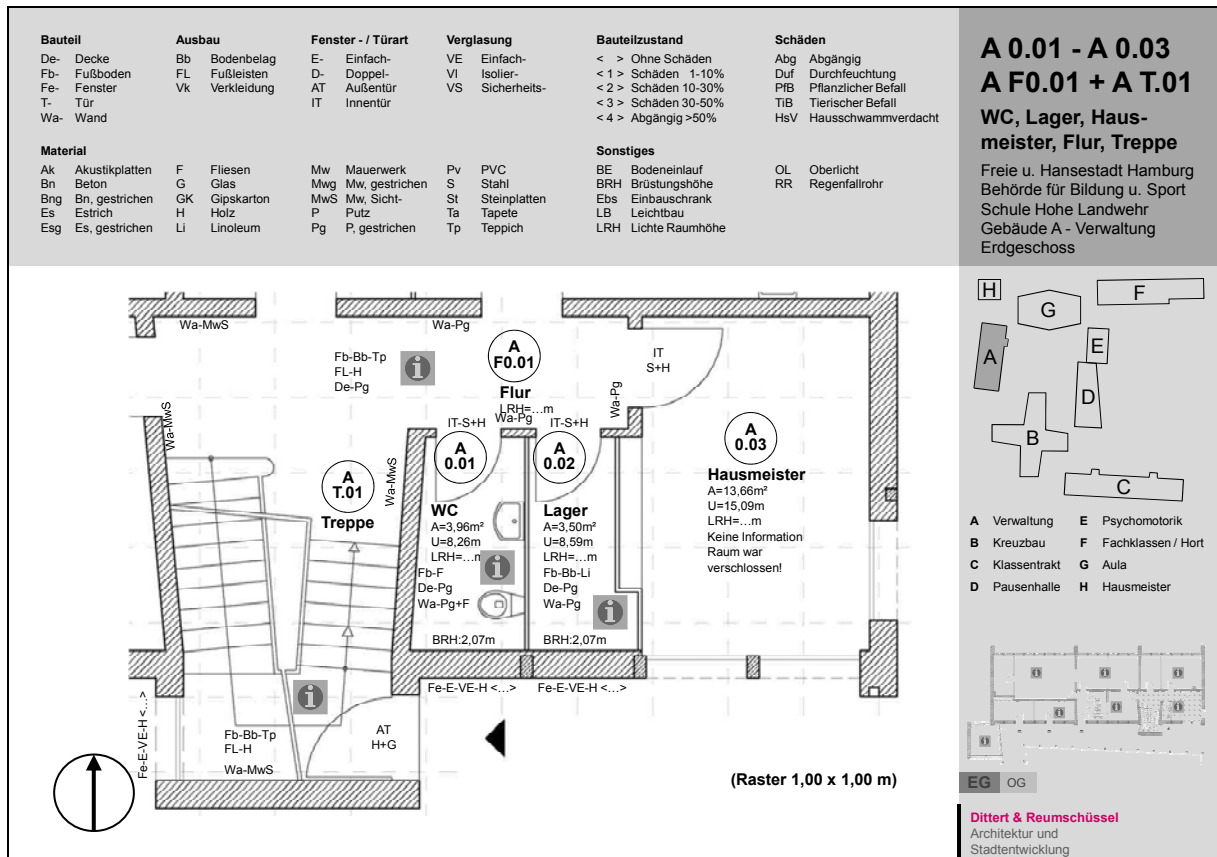 Bauteil
De- Decke
Fb- Fußboden
Fe- Fenster
T- Tür
Wa- Wand
Ausbau
Bb Bodenbelag
FL Fußleisten
Vk Verkleidung
Fenster - / Türart
E- Einfach-
D- Doppel-
AT Außentür
IT Innentür
Verglasung
VE Einfach-
VI Isolier-
VS Sicherheits-
Bauteilzustand
< > Ohne Schäden
< 1 > Schäden 1-10%
< 2 > Schäden 10-30%
< 3 > Schäden 30-50%
< 4 > Abgängig >50%
Schäden
Abg Abgängig
Duf Durchfeuchtung
PfB Pflanzlicher Befall
TiB Tierischer Befall
HsV Hausschwammverdacht
Material
Ak Akustikplatten
Bn Beton
Bng Bn, gestrichen
Es Estrich
Esg Es, gestrichen
F Fliesen
G Glas
GK Gipskarton
H Holz
Li Linoleum
Mw Mauerwerk
Mwg Mw, gestrichen
MwS Mw, Sicht-
P Putz
Pg P, gestrichen
Pv PVC
S Stahl
St Steinplatten
Ta Tapete
Tp Teppich
Sonstiges
BE Bodeneinlauf
BRH Brüstungshöhe
Ebs Einbauschrank
LB Leichtbau
LRH Lichte Raumhöhe
OL Oberlicht
RR Regenfallrohr
A 0.01 - A 0.03
A F0.01 + A T.01
WC, Lager, Haus-
meister, Flur, Treppe
Freie u. Hansestadt Hamburg
Behörde für Bildung u. Sport
Schule Hohe Landwehr
Gebäude A - Verwaltung
Erdgeschoss
Wa-MwS
Wa-Pg
Fb-Bb-Tp
FL-H
De-Pg
A
F0.01
Flur
LRH=...m
Wa-Pg
IT
S+H
Wa-Pg
Wa-MwS
IT-S+H
IT-S+H
A
0.01
A
0.02
A
0.03
A
T.01
Treppe
Wa-MwS
WC
A=3,96m²
U=8,26m
LRH=...m
Fb-F
De-Pg
Wa-Pg+F
BRH:2,07m
Lager
A=3,50m²
U=8,59m
LRH=...m
Fb-Bb-Li
De-Pg
Wa-Pg
BRH:2,07m
Hausmeister
A=13,66m²
U=15,09m
LRH=...m
Keine Information
Raum war
verschlossen!
Fe-E-VE-H <...>
Fe-E-VE-H <...>
Fe-E-VE-H <...>
Fb-Bb-Tp
FL-H
Wa-MwS
AT
H+G
(Raster 1,00 x 1,00 m)
H
G
F
A
E
D
B
C
A Verwaltung
B Kreuzbau
C Klassentrakt
D Pausenhalle
E Psychomotorik
F Fachklassen / Hort
G Aula
H Hausmeister
EG OG
Dittert & Reumschüssel
Architektur und
Stadtentwicklung